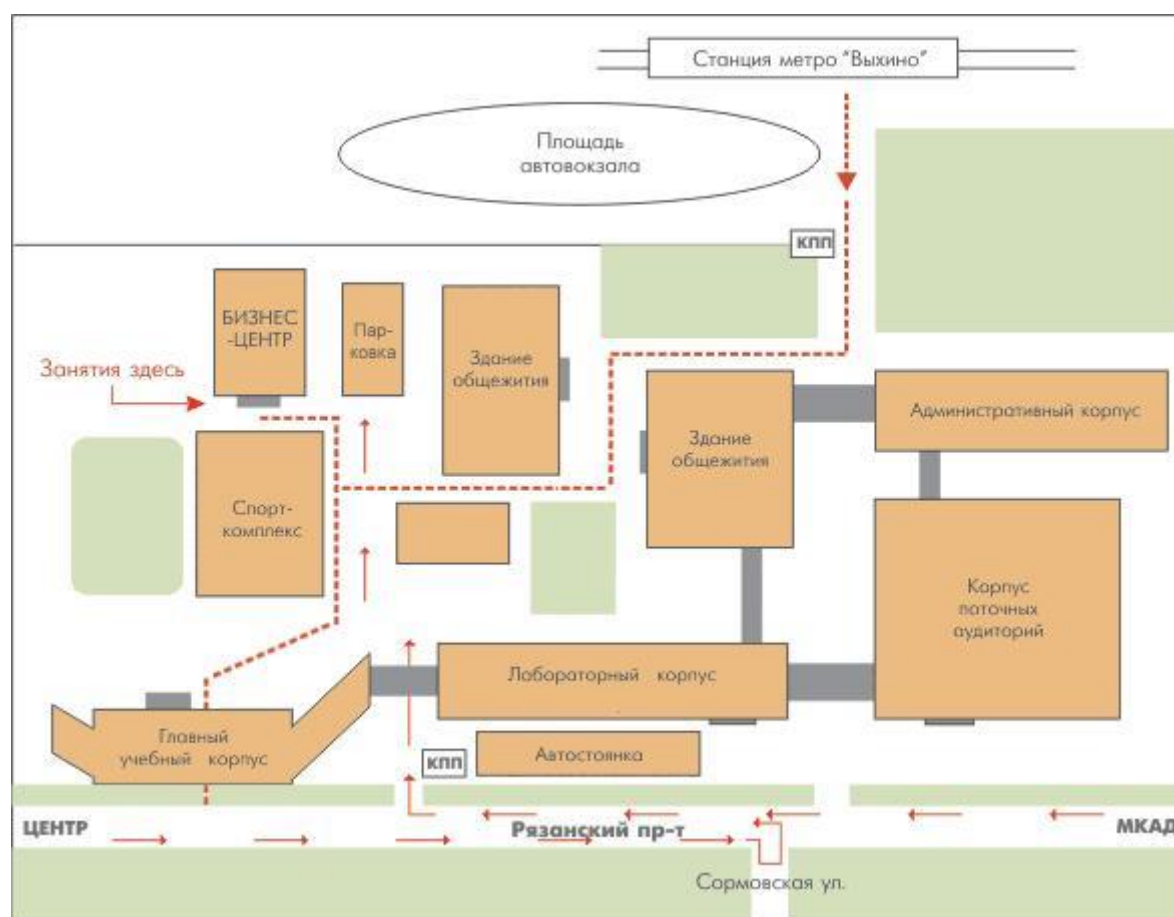 Станция метро "Выхино"
Площадь
автовокзала
КПП
БИЗНЕС
-ЦЕНТР
Пар-
ковка
Здание
общежития
Занятия здесь
Административный корпус
Здание
общежития
Спорт-
комплекс
Корпус
поточных
аудиторий
Лабораторный корпус
Главный
учебный корпус
Автостоянка
КПП
ЦЕНТР
Рязанский пр-т
МКАД
Сормовская ул.